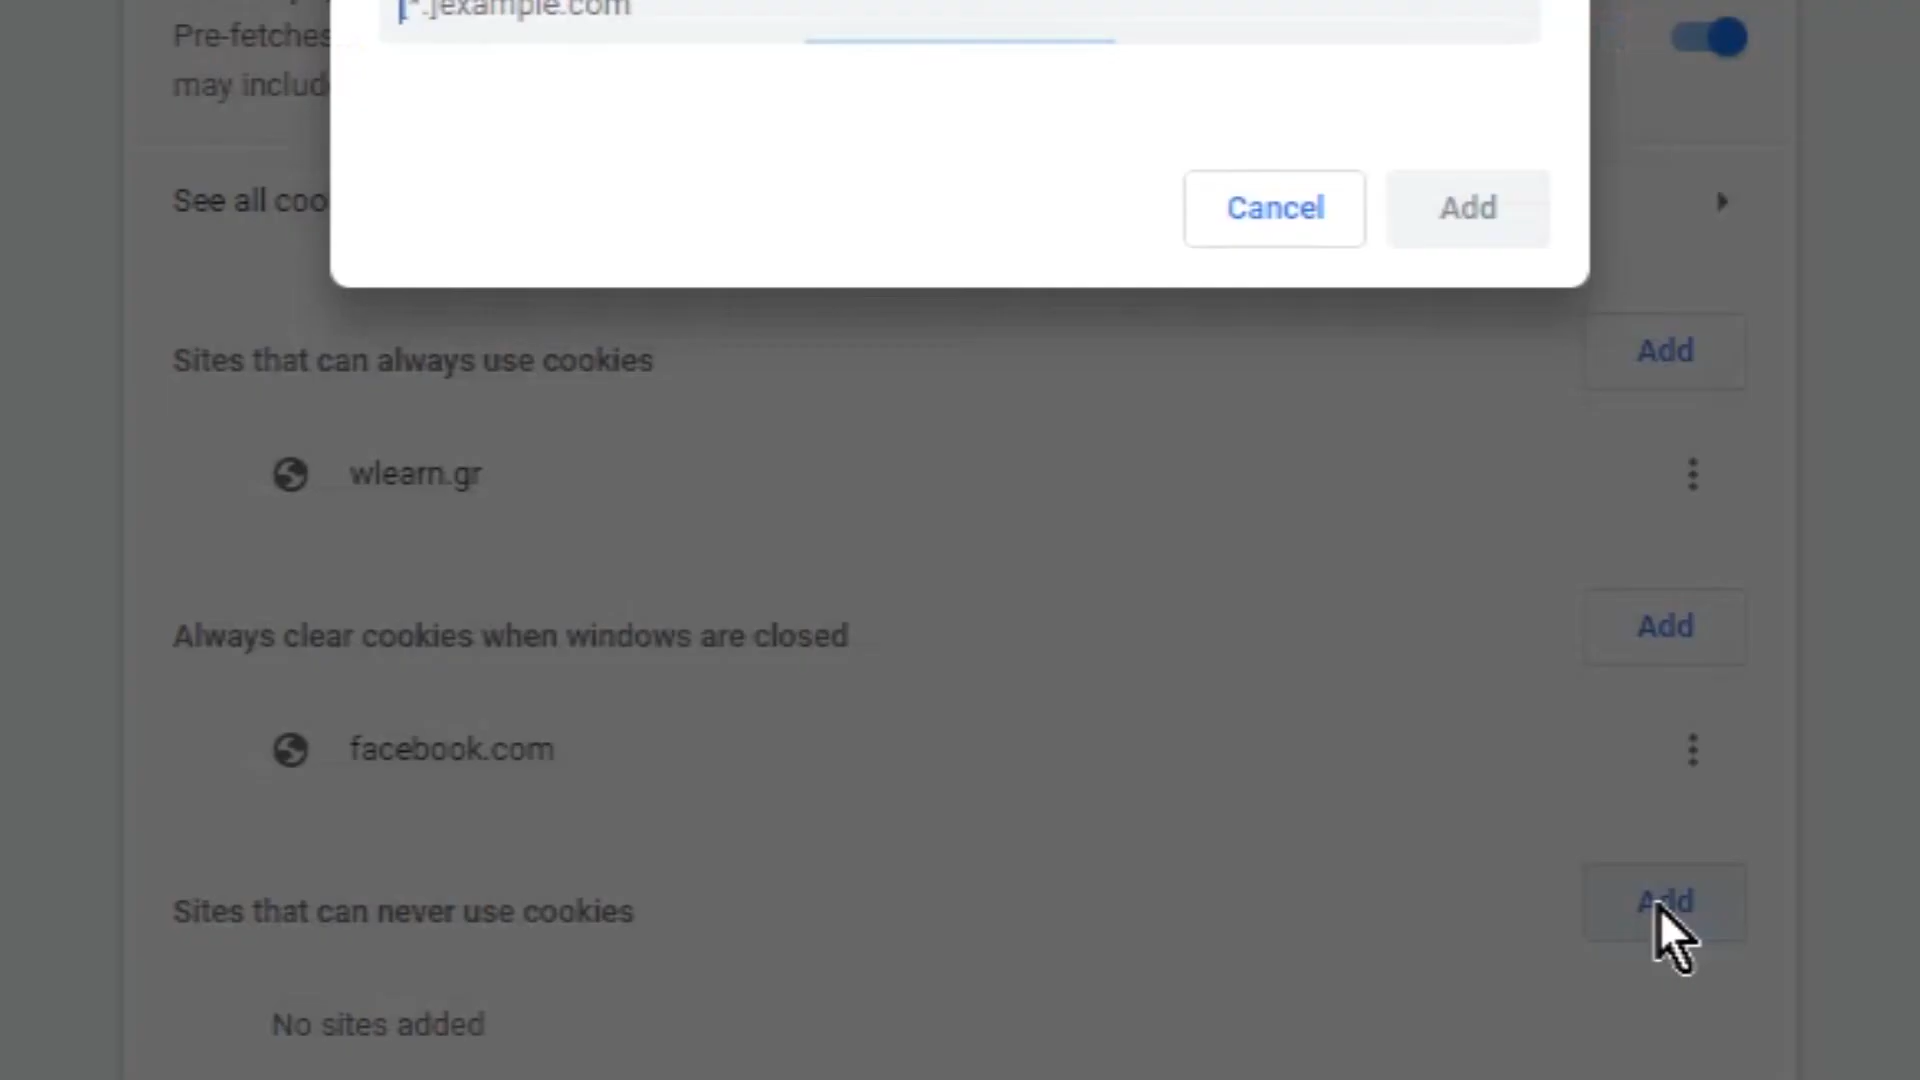 [*.]example.com
Pre-fetches
may includ
Cancel
Add
See all coo
Sites that can always use cookies
Add
wlearn.gr
Always clear cookies when windows are closed
Add
facebook.com
Sites that can never use cookies
Add
No sites added